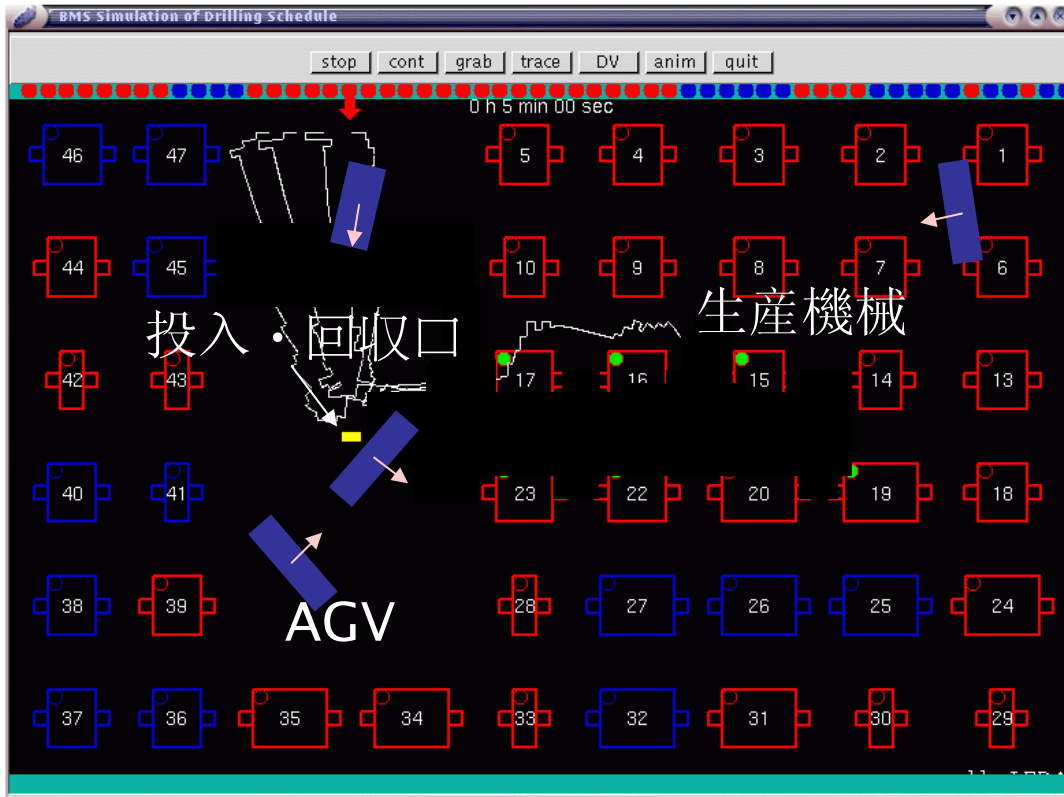 BMS Simulation of Drilling Schedule
stop cont grab trace DV anim quit
0 h 5 min 00 sec
46 47 5 4 3 2 1
44 45 10 9 8 7 6
投入・回収口 生産機械
42 43 17 16 15 14 13
40 41 23 22 20 19 18
38 39 28 27 26 25 24
AGV
37 36 35 34 33 32 31 30 29